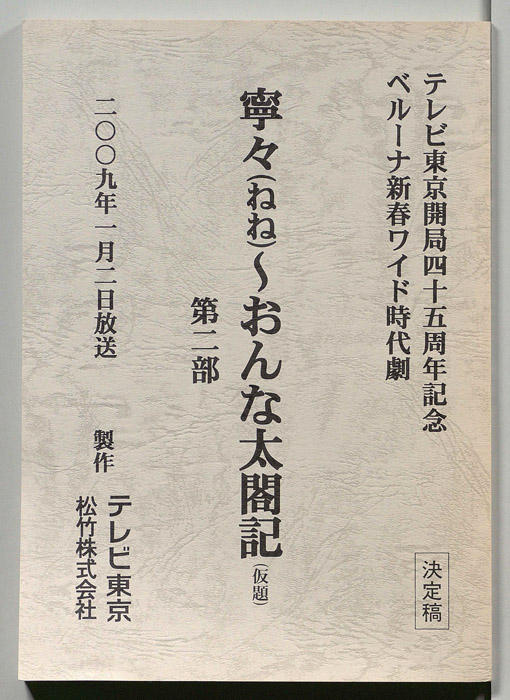 テレビ東京開局四十五周年記念
ベルーナ新春ワイド時代劇
決定稿
寧々(ねね)〜おんな太閤記(仮題)
第二部
二〇〇九年一月二日放送
製作
テレビ東京
松竹株式会社